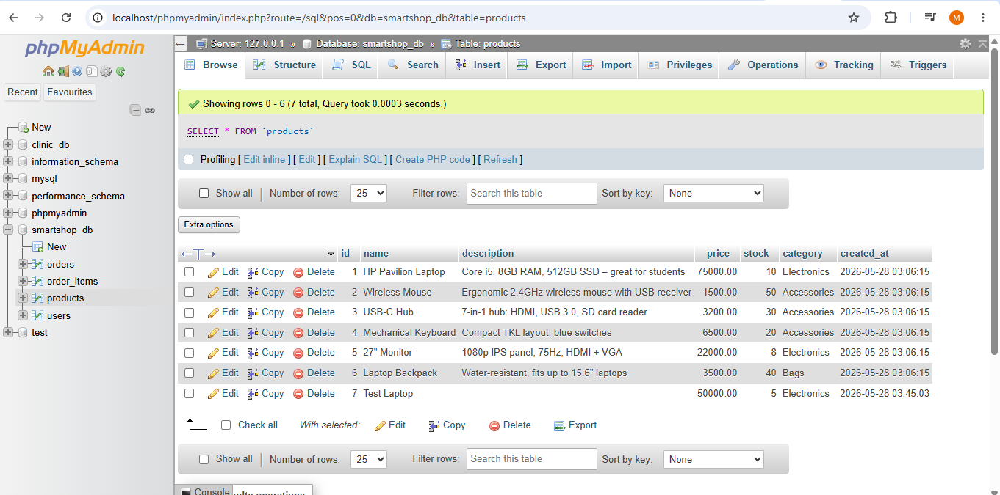 localhost/phpmyadmin/index.php?route=/sql&pos=0&db=smartshop_db&table=products
M
phpMyAdmin
Recent Favourites
New
clinic_db
information_schema
mysql
performance_schema
phpmyadmin
smartshop_db
New
orders
order_items
products
users
test
Server: 127.0.0.1 » Database: smartshop_db » Table: products
Browse Structure SQL Search Insert Export Import Privileges Operations Tracking Triggers
Showing rows 0 - 6 (7 total, Query took 0.0003 seconds.)
SELECT * FROM `products`
Profiling [ Edit inline ] [ Edit ] [ Explain SQL ] [ Create PHP code ] [ Refresh ]
Show all Number of rows: 25 Filter rows: Search this table Sort by key: None
Extra options
←T→ id name description price stock category created_at
Edit Copy Delete 1 HP Pavilion Laptop Core i5, 8GB RAM, 512GB SSD – great for students 75000.00 10 Electronics 2026-05-28 03:06:15
Edit Copy Delete 2 Wireless Mouse Ergonomic 2.4GHz wireless mouse with USB receiver 1500.00 50 Accessories 2026-05-28 03:06:15
Edit Copy Delete 3 USB-C Hub 7-in-1 hub: HDMI, USB 3.0, SD card reader 3200.00 30 Accessories 2026-05-28 03:06:15
Edit Copy Delete 4 Mechanical Keyboard Compact TKL layout, blue switches 6500.00 20 Accessories 2026-05-28 03:06:15
Edit Copy Delete 5 27" Monitor 1080p IPS panel, 75Hz, HDMI + VGA 22000.00 8 Electronics 2026-05-28 03:06:15
Edit Copy Delete 6 Laptop Backpack Water-resistant, fits up to 15.6" laptops 3500.00 40 Bags 2026-05-28 03:06:15
Edit Copy Delete 7 Test Laptop 50000.00 5 Electronics 2026-05-28 03:45:03
Check all With selected: Edit Copy Delete Export
Show all Number of rows: 25 Filter rows: Search this table Sort by key: None
Console operations